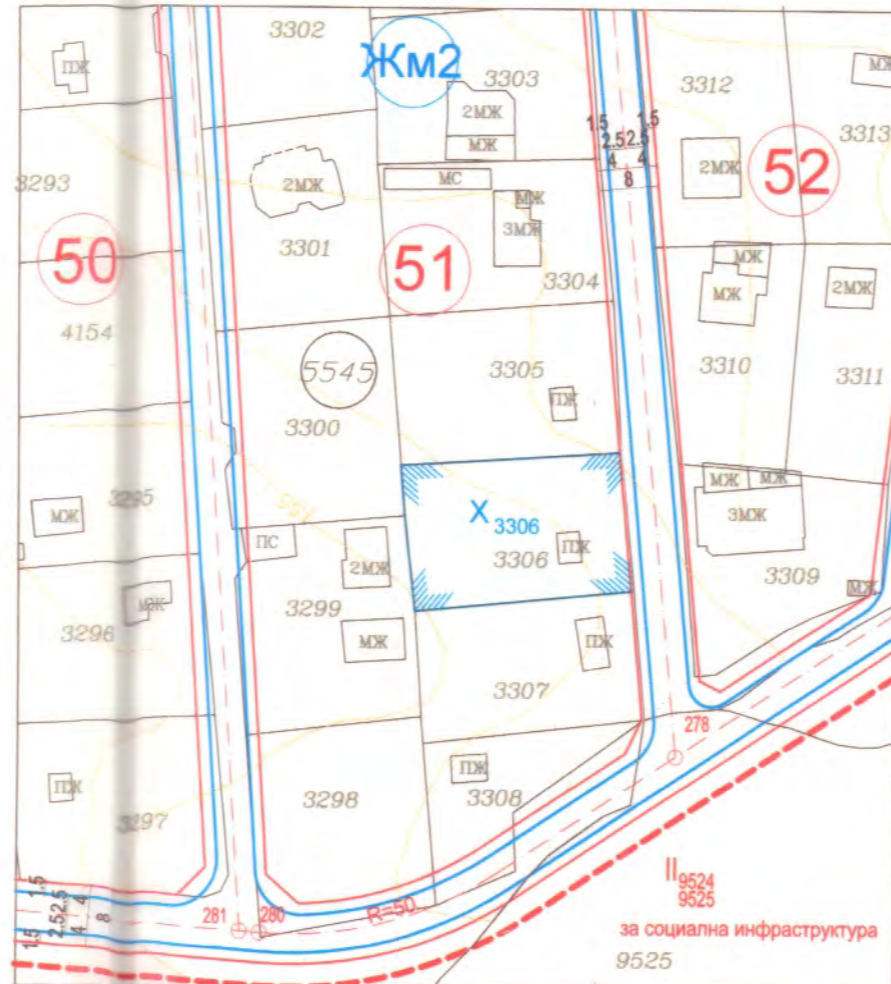 3302
Жм2
3303
3312
МЖ
3313
ПЖ
2МЖ
МЖ
1.5 1.5
2.5 2.5
4 4
8
3293
2МЖ
3301
МС
МЖ
3МЖ
3304
2МЖ
52
50
51
МЖ
МЖ
2МЖ
4154
5545
3300
3305
ПЖ
3310
3311
3295
МЖ
X 3306
3306
ПЖ
МЖ
МЖ
3МЖ
3309
МЖ
ПС
2МЖ
3299
МЖ
3296
МЖ
ПЖ
3307
278
ПЖ
3297
3298
ПЖ
3308
1.5 1.5
2.5 2.5
4 4
8
281
280
R=50
II 9524
9525
за социална инфраструктура
9525